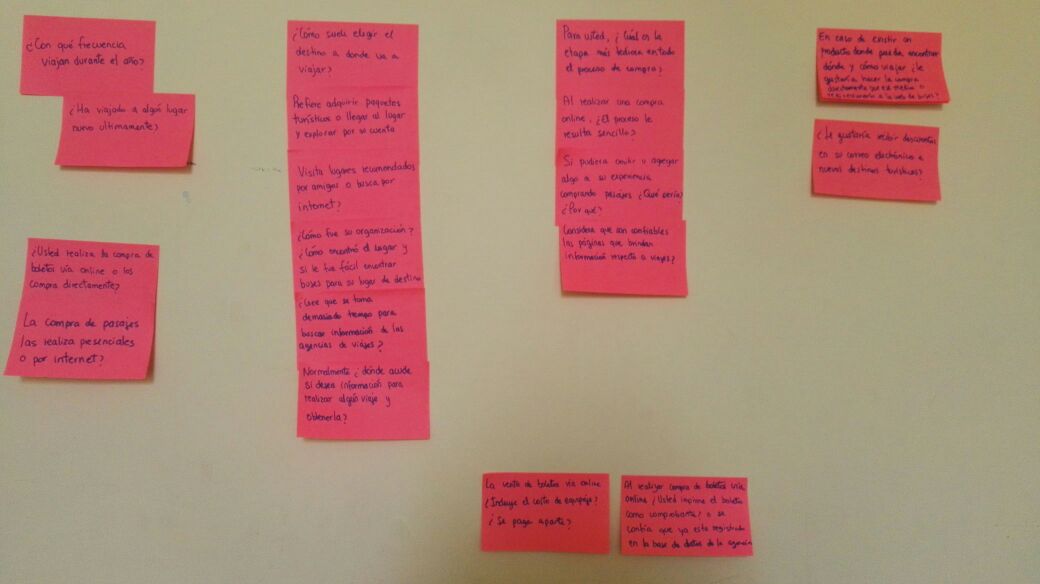 ¿Con qué frecuencia
viajan durante el año?
¿Ha viajado a algún lugar
nuevo ultimamente?
¿Usted realiza la compra de
boletos vía online o los
compra directamente?
La compra de pasajes
las realiza presenciales
o por internet?
¿Cómo suele elegir el
destino a donde va a
viajar?
Prefiere adquirir paquetes
turísticos o llegar al lugar
y explorar por su cuenta
Visita lugares recomendados
por amigos o busca por
internet?
¿Cómo fue su organización?
¿Cómo encontró el lugar y
si le fue fácil encontrar
buses para su lugar de destino
¿Cree que se toma
demasiado tiempo para
buscar información de las
agencias de viajes?
Normalmente ¿dónde acude
si desea información para
realizar algún viaje y
obtenerla?
Para usted, ¿Cuál es la
etapa más tediosa en todo
el proceso de compra?
Al realizar una compra
online, ¿El proceso le
resulta sencillo?
Si pudiera omitir o agregar
algo a su experiencia
comprando pasajes ¿Qué sería?
¿Por qué?
Considera que son confiables
las páginas que brindan
información respecto a viajes?
En caso de existir un
producto donde pueda encontrar
dónde y cómo viajar ¿le
gustaría hacer la compra
directamente por ese medio o
a la web de buses?
¿Le gustaría recibir descuentos
en su correo electrónico a
nuevos destinos turísticos?
La venta de boletos vía online
¿Incluye el costo de equipaje?
¿Se paga aparte?
Al realizar compra de boletos vía
online ¿Usted imprime el boleto
como comprobante? o se
confía que ya esta registrado
en la base de datos de la agencia